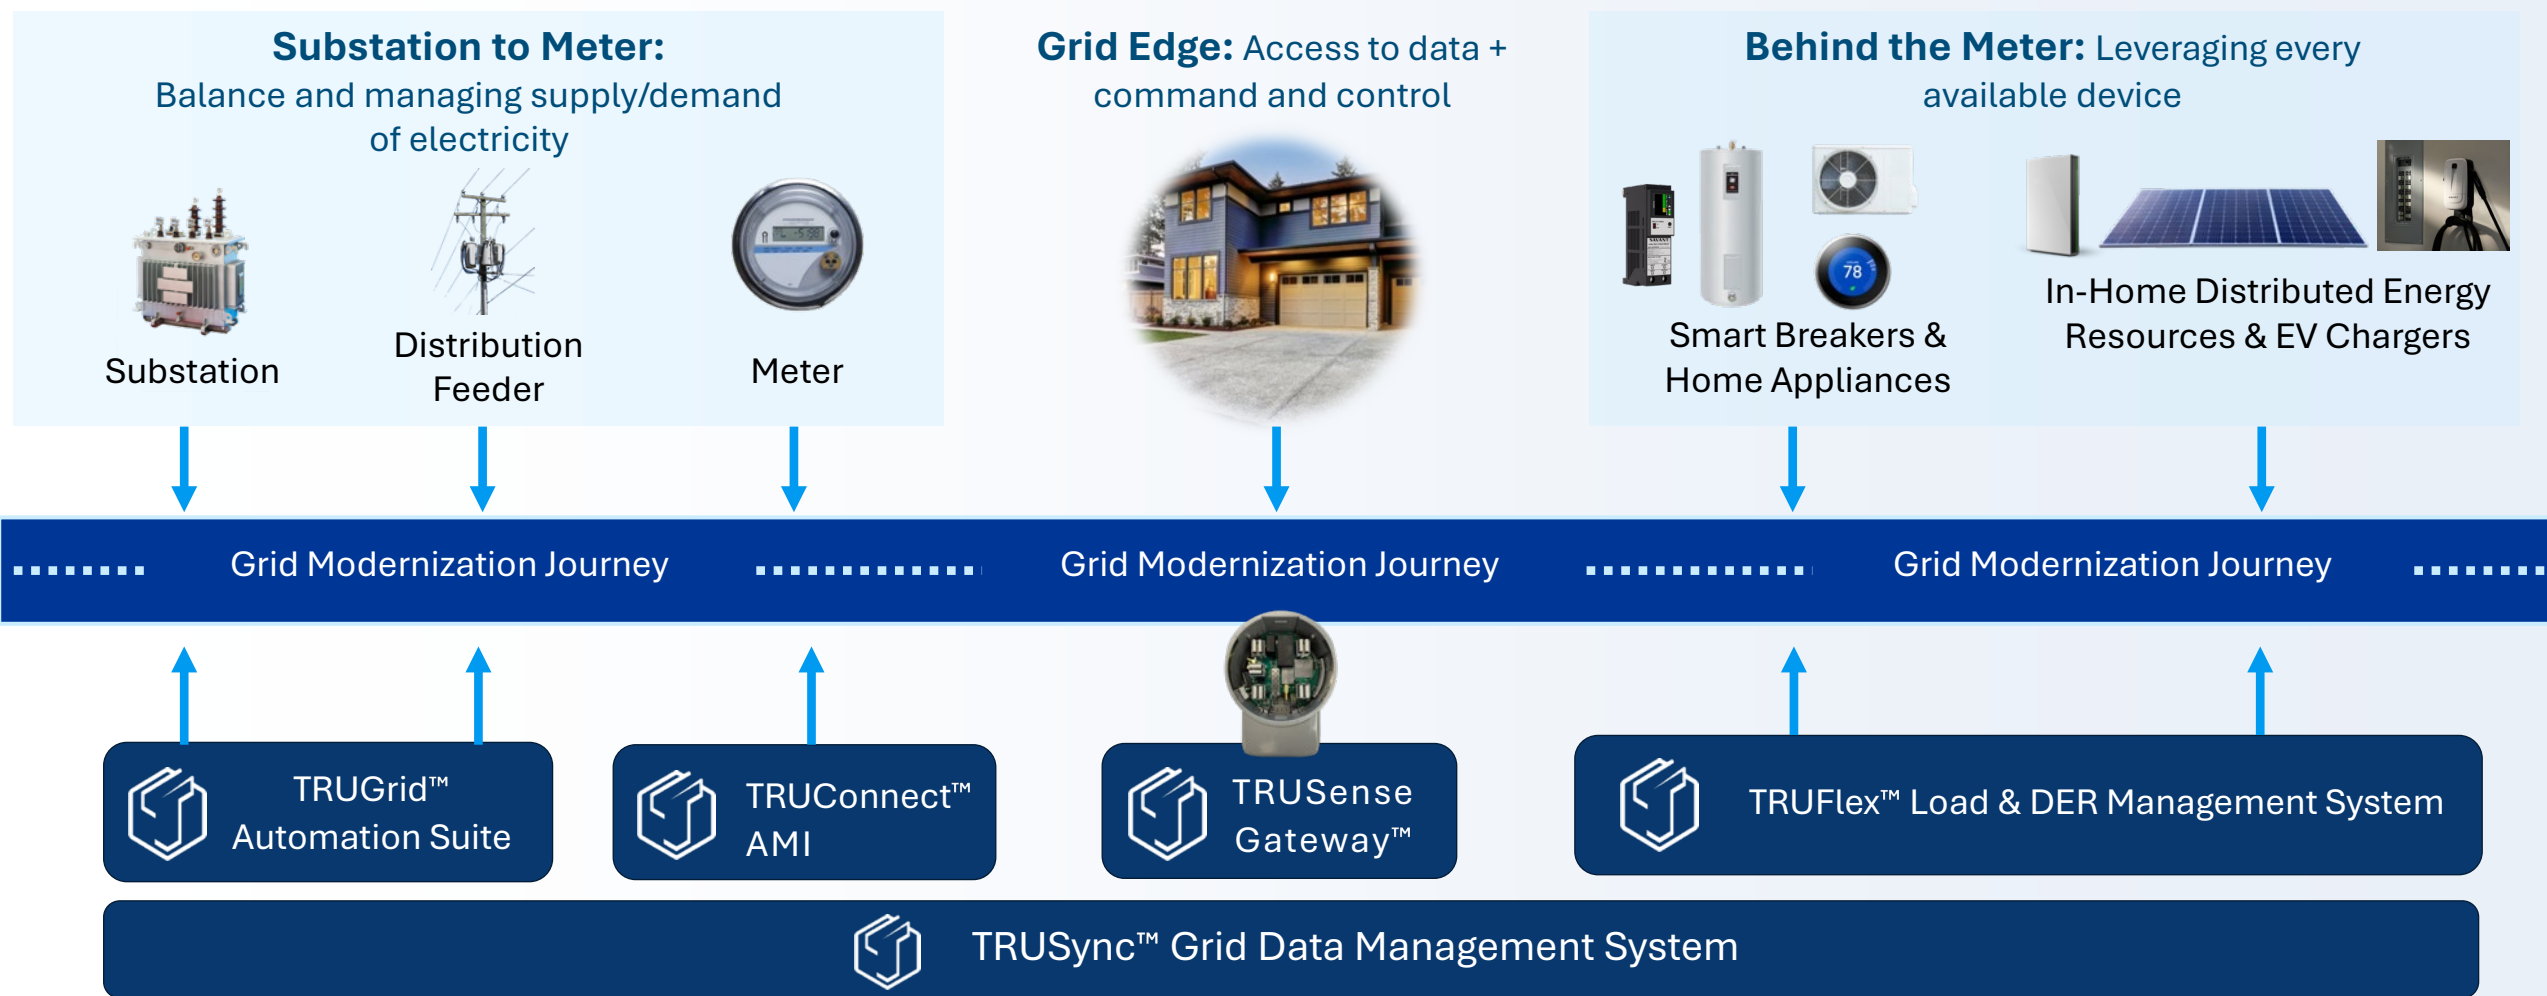 Substation to Meter:
Balance and managing supply/demand
of electricity
Substation
Distribution
Feeder
Meter
Grid Edge: Access to data +
command and control
Behind the Meter: Leveraging every
available device
78
Smart Breakers &
Home Appliances
In-Home Distributed Energy
Resources & EV Chargers
Grid Modernization Journey
Grid Modernization Journey
Grid Modernization Journey
TRUGrid™
Automation Suite
TRUConnect™
AMI
TRUSense
Gateway™
TRUFlex™ Load & DER Management System
TRUSync™ Grid Data Management System